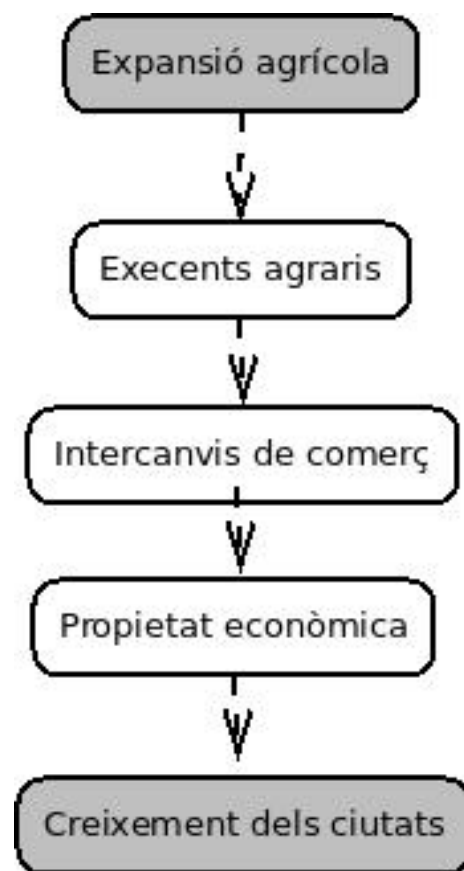 Expansió agrícola
Execents agraris
Intercanvis de comerç
Propietat econòmica
Creixement dels ciutats